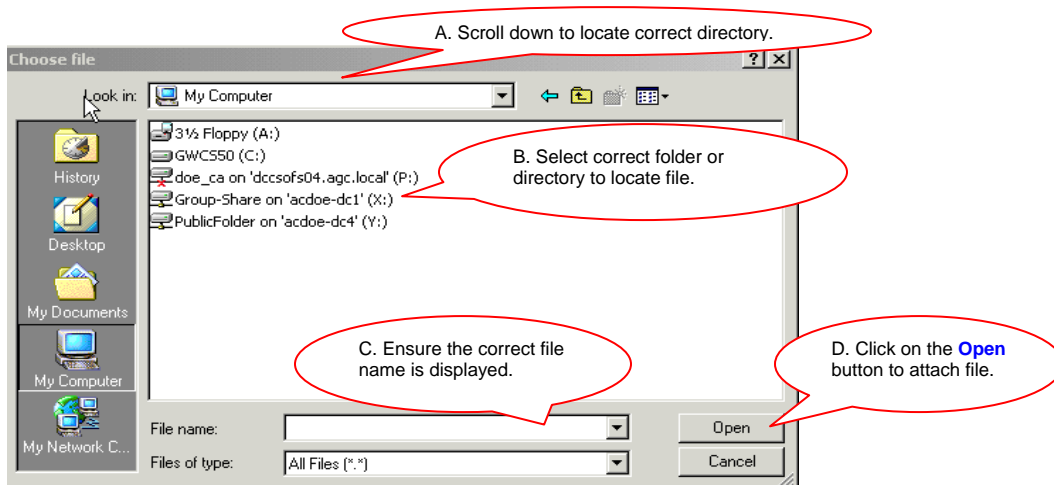 A. Scroll down to locate correct directory.
Choose file
Look in:
My Computer
3½ Floppy (A:)
GWCS50 (C:)
doe_ca on 'dccsofs04.agc.local' (P:)
Group-Share on 'acdoe-dc1' (X:)
PublicFolder on 'acdoe-dc4' (Y:)
B. Select correct folder or
directory to locate file.
History
Desktop
My Documents
My Computer
My Network C...
C. Ensure the correct file
name is displayed.
D. Click on the Open
button to attach file.
File name:
Open
Files of type:
All Files (*.*)
Cancel